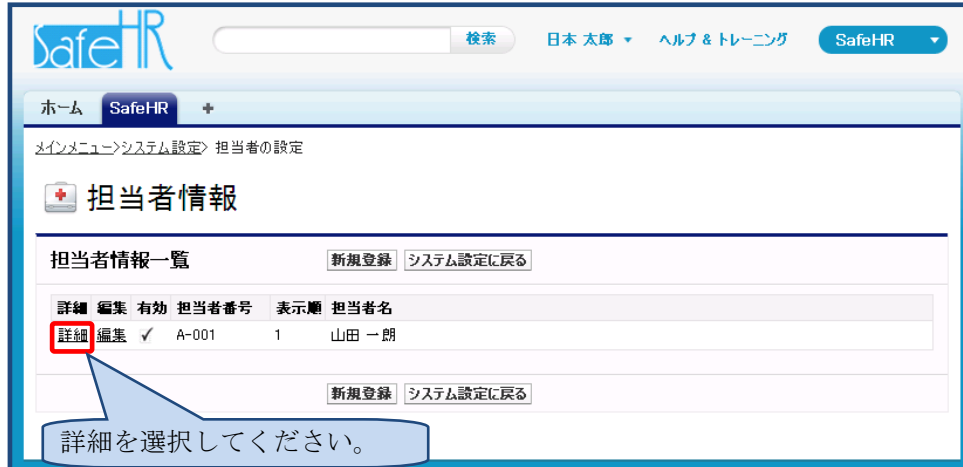 SafeHR
検索 日本 太郎 ヘルプ & トレーニング SafeHR
ホーム SafeHR +
メインメニュー>システム設定> 担当者の設定
担当者情報
担当者情報一覧 新規登録 システム設定に戻る
詳細 編集 有効 担当者番号 表示順 担当者名
詳細 編集 ✓ A-001 1 山田 一朗
新規登録 システム設定に戻る
詳細を選択してください。